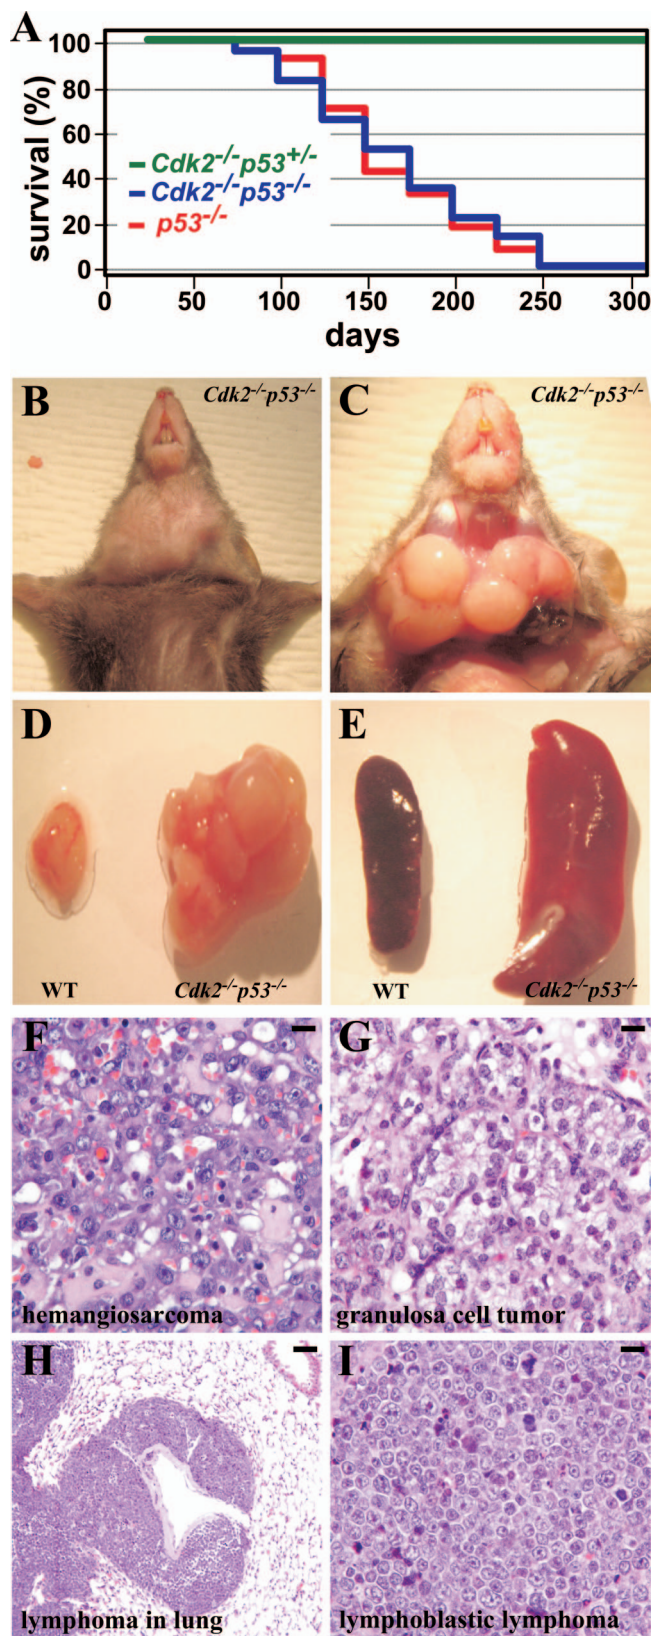 A
survival (%)
100
80
60
40
20
0
Cdk2-/-p53+/-
Cdk2-/-p53-/-
p53-/-
0 50 100 150 200 250 300
days
B Cdk2-/-p53-/-
C Cdk2-/-p53-/-
D
WT Cdk2-/-p53-/-
E
WT Cdk2-/-p53-/-
F
hemangiosarcoma
G
granulosa cell tumor
H
lymphoma in lung
I
lymphoblastic lymphoma